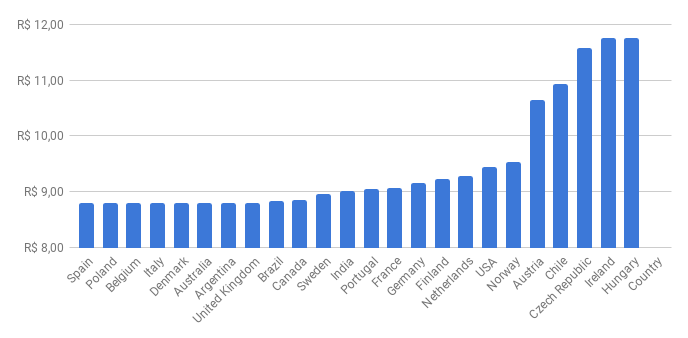 R$ 12,00
R$ 11,00
R$ 10,00
R$ 9,00
R$ 8,00
Spain
Poland
Belgium
Italy
Denmark
Australia
Argentina
United Kingdom
Brazil
Canada
Sweden
India
Portugal
France
Germany
Finland
Netherlands
USA
Norway
Austria
Chile
Czech Republic
Ireland
Hungary
Country